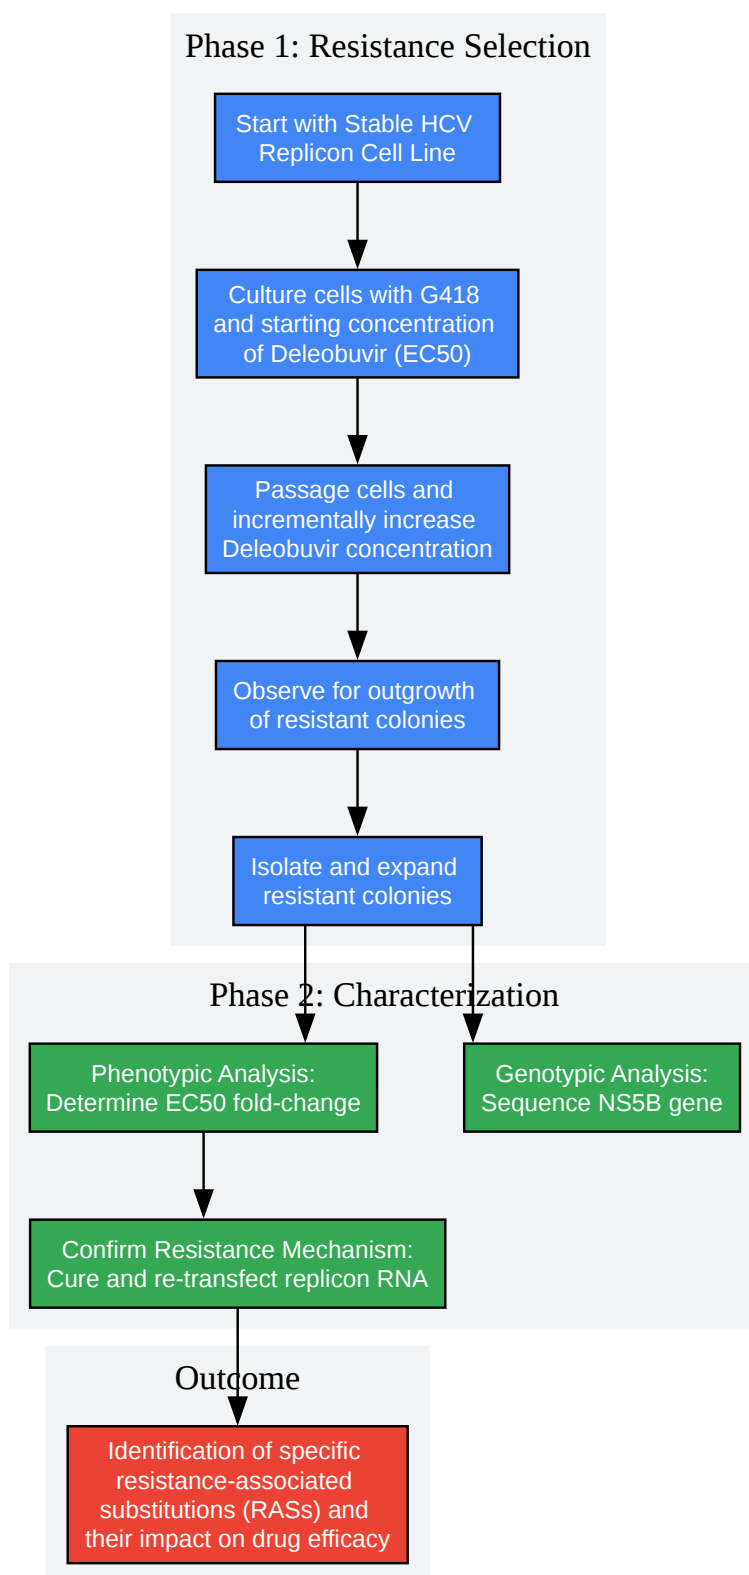 Phase 1: Resistance Selection
Start with Stable HCV
Replicon Cell Line
Culture cells with G418
and starting concentration
of Deleobuvir (EC50)
Passage cells and
incrementally increase
Deleobuvir concentration
Observe for outgrowth
of resistant colonies
Isolate and expand
resistant colonies
Phase 2: Characterization
Phenotypic Analysis:
Determine EC50 fold-change
Genotypic Analysis:
Sequence NS5B gene
Confirm Resistance Mechanism:
Cure and re-transfect replicon RNA
Outcome
Identification of specific
resistance-associated
substitutions (RASs) and
their impact on drug efficacy